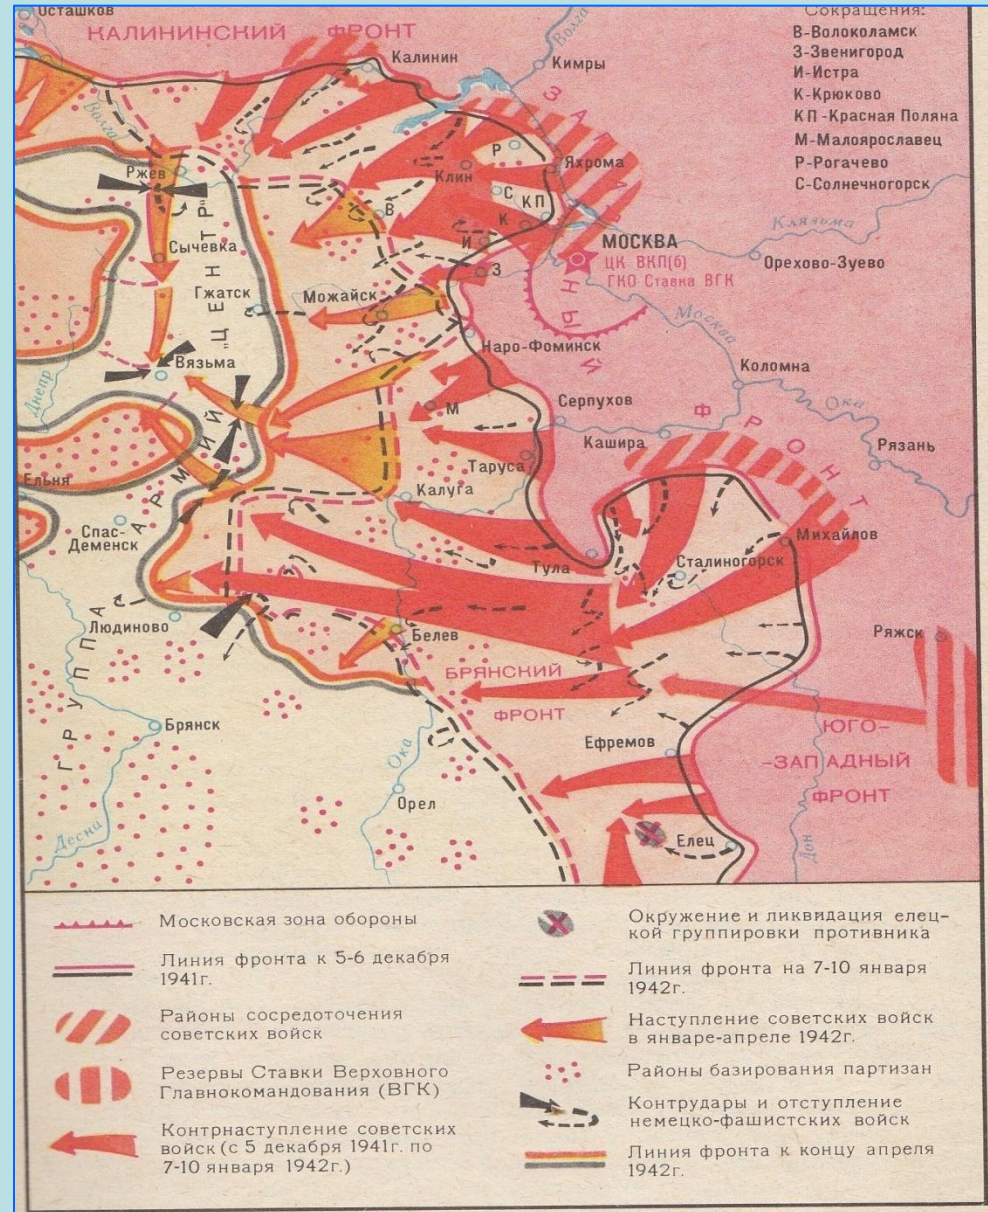 Осташков
КАЛИНИНСКИЙ ФРОНТ
Волга
Калинин
Кимры
Сокращения:
В-Волоколамск
З-Звенигород
И-Истра
К-Крюково
КП-Красная Поляна
М-Малоярославец
Р-Рогачево
С-Солнечногорск
Волга
Ржев
Клин
Р
Яхрома
С
КП
К
В
И
З
Клязьма
МОСКВА
ЦК ВКП(б)
ГКО Ставка ВГК
Орехово-Зуево
Сычевка
Гжатск
Можайск
Москва
Наро-Фоминск
ЗАПАДНЫЙ ФРОНТ
Вязьма
Днепр
Коломна
Ока
М
Серпухов
Кашира
Рязань
Таруса
Ельня
Калуга
Спас-
Деменск
ГРУППА АРМИЙ "ЦЕНТР"
Тула
Сталиногорск
Михайлов
Людиново
Белев
Ряжск
БРЯНСКИЙ
ФРОНТ
Брянск
Ока
Ефремов
ЮГО-
-ЗАПАДНЫЙ
ФРОНТ
Орел
Десна
Елец
Дон
Московская зона обороны
Линия фронта к 5-6 декабря
1941г.
Районы сосредоточения
советских войск
Резервы Ставки Верховного
Главнокомандования (ВГК)
Контрнаступление советских
войск (с 5 декабря 1941г. по
7-10 января 1942г.)
Окружение и ликвидация елец-
кой группировки противника
Линия фронта на 7-10 января
1942г.
Наступление советских войск
в январе-апреле 1942г.
Районы базирования партизан
Контрудары и отступление
немецко-фашистских войск
Линия фронта к концу апреля
1942г.